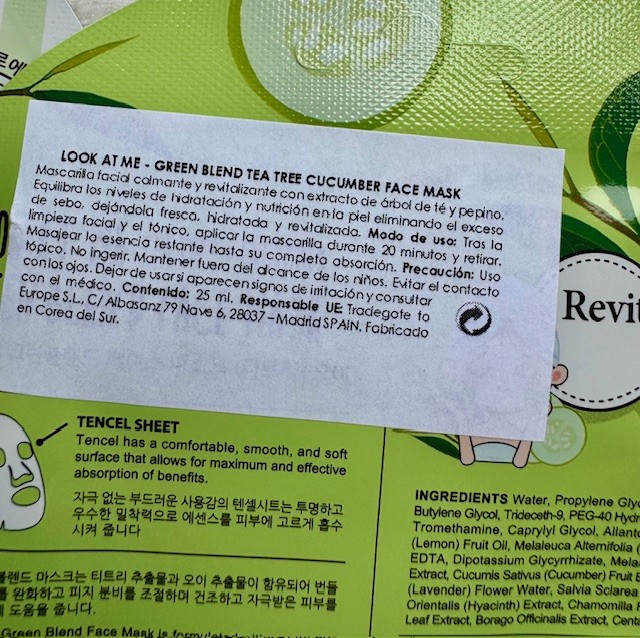 LOOK AT ME - GREEN BLEND TEA TREE CUCUMBER FACE MASK
Mascarilla facial calmante y revitalizante con extracto de árbol de té y pepino.
Equilibra los niveles de hidratación y nutrición en la piel eliminando el exceso
de sebo, dejándola fresca, hidratada y revitalizada. Modo de uso: Tras la
limpieza facial y el tónico, aplicar la mascarilla durante 20 minutos y retirar.
Masajear la esencia restante hasta su completa absorción. Precaución: Uso
tópico. No ingerir. Mantener fuera del alcance de los niños. Evitar el contacto
con los ojos. Dejar de usar si aparecen signos de irritación y consultar
con el médico. Contenido: 25 ml. Responsable UE: Tradegate to
Europe S.L., C/ Albasanz 79 Nave 6, 28037 – Madrid SPAIN. Fabricado
en Corea del Sur.
Revit
TENCEL SHEET
Tencel has a comfortable, smooth, and soft
surface that allows for maximum and effective
absorption of benefits.
자극 없는 부드러운 사용감의 텐셀시트는 투명하고
우수한 밀착력으로 에센스를 피부에 고르게 흡수
시켜 줍니다
블렌드 마스크는 티트리 추출물과 오이 추출물이 함유되어 번들
를 완화하고 피지 분비를 조절하며 건조하고 자극받은 피부를
데 도움을 줍니다.
Green Blend Face Mask is formulated
INGREDIENTS Water, Propylene Glyc
Butylene Glycol, Trideceth-9, PEG-40 Hydr
Tromethamine, Caprylyl Glycol, Allanto
(Lemon) Fruit Oil, Melaleuca Alternifolia (
EDTA, Dipotassium Glycyrrhizate, Mela
Extract, Cucumis Sativus (Cucumber) Fruit
(Lavender) Flower Water, Salvia Sclarea
Orientalis (Hyacinth) Extract, Chamomilla
Leaf Extract, Borago Officinalis Extract, Cent